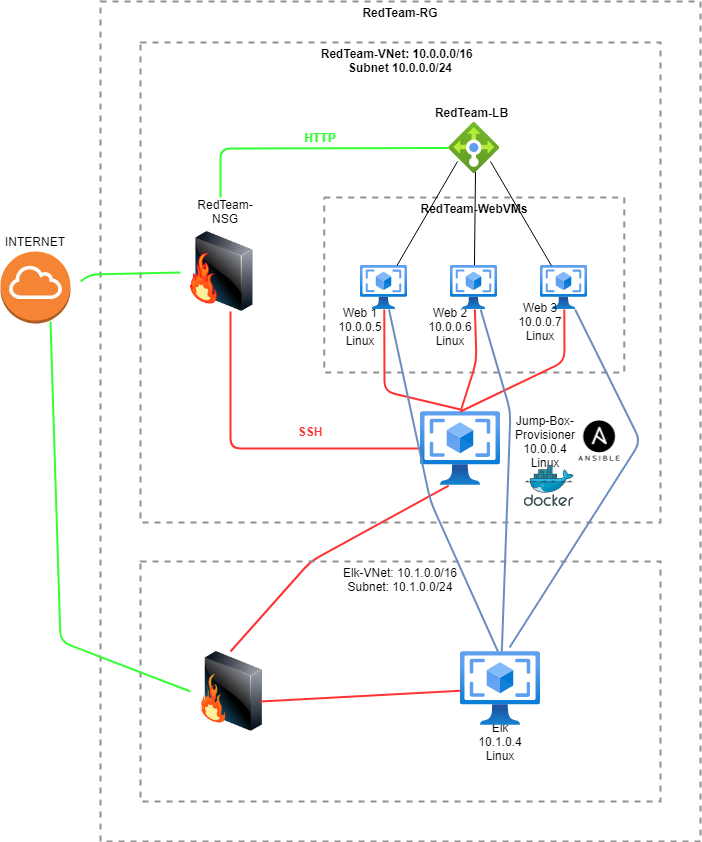 RedTeam-RG
RedTeam-VNet: 10.0.0.0/16
Subnet 10.0.0.0/24
RedTeam-LB
HTTP
RedTeam-
NSG
RedTeam-WebVMs
INTERNET
Web 1
10.0.0.5
Linux
Web 2
10.0.0.6
Linux
Web 3
10.0.0.7
Linux
SSH
Jump-Box-
Provisioner
10.0.0.4
Linux
A
ANSIBLE
docker
Elk-VNet: 10.1.0.0/16
Subnet: 10.1.0.0/24
Elk
10.1.0.4
Linux